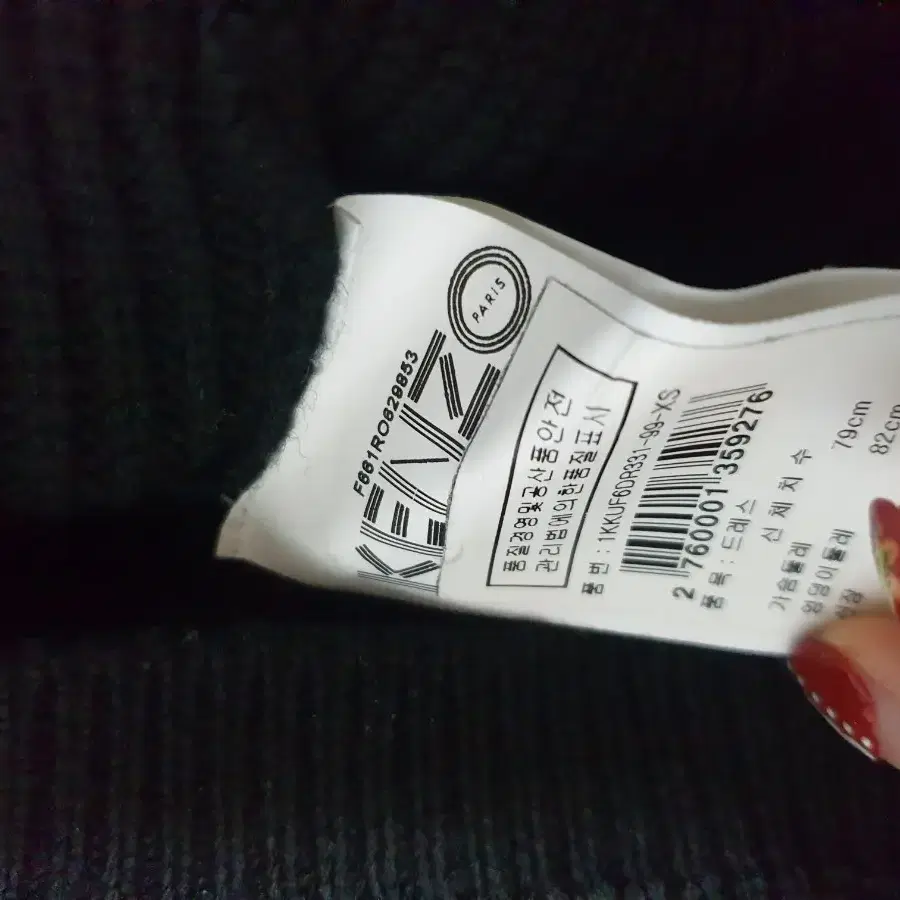 F661RO629853
KENZO
PARIS
품질경영및공산품안전
관리법에의한품질표시
품 번 : 1KKUF6DR331-99-XS
2 760001 359276
품 목 : 드레스
신 체 치 수
가슴둘레 79cm
엉덩이둘레 82cm
신장